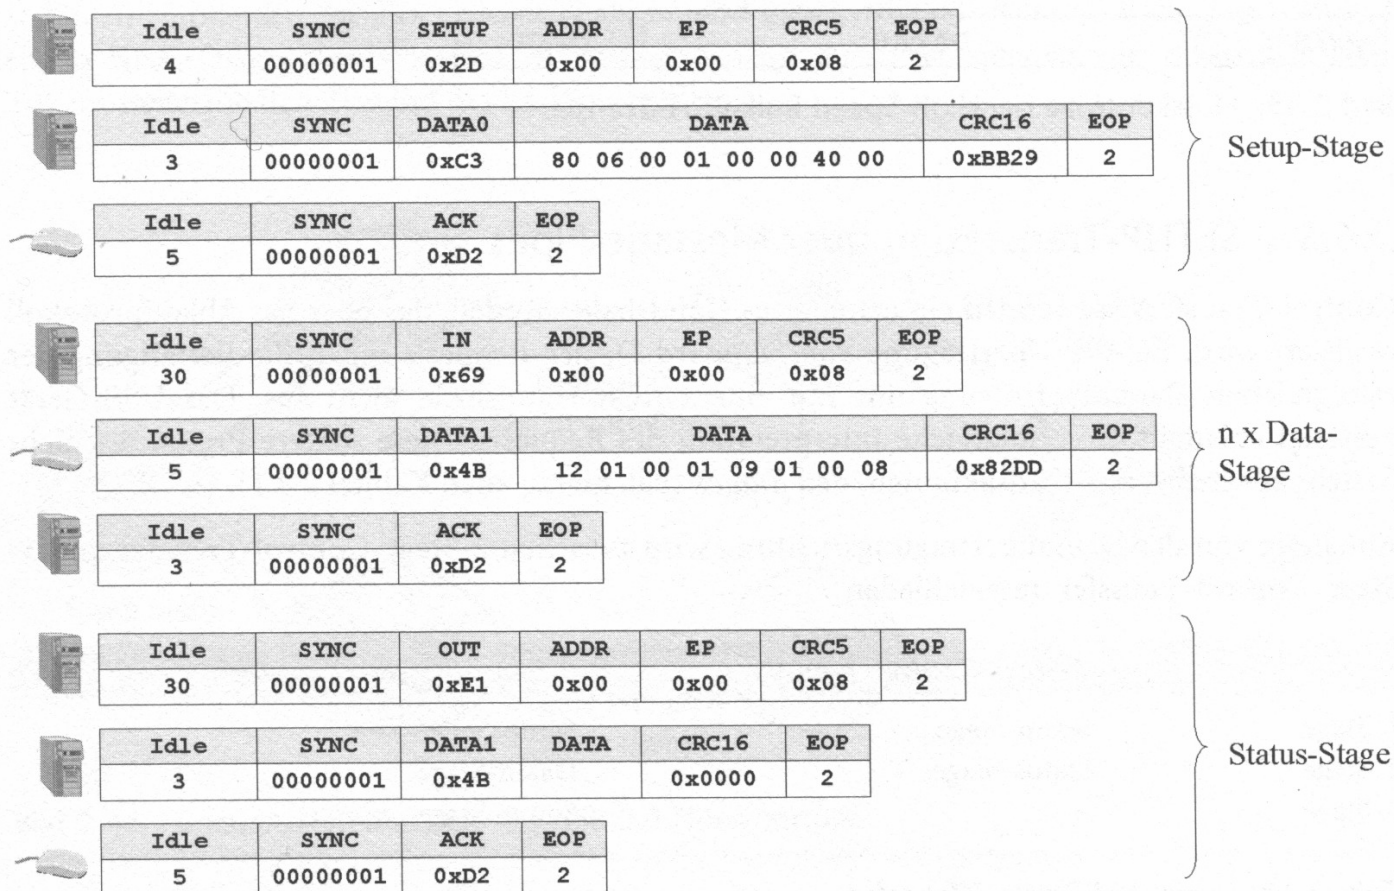 Idle SYNC SETUP ADDR EP CRC5 EOP
4 00000001 0x2D 0x00 0x00 0x08 2
Idle SYNC DATA0 DATA CRC16 EOP
3 00000001 0xC3 80 06 00 01 00 00 40 00 0xBB29 2
Setup-Stage
Idle SYNC ACK EOP
5 00000001 0xD2 2
Idle SYNC IN ADDR EP CRC5 EOP
30 00000001 0x69 0x00 0x00 0x08 2
Idle SYNC DATA1 DATA CRC16 EOP
5 00000001 0x4B 12 01 00 01 09 01 00 08 0x82DD 2
n x Data-
Stage
Idle SYNC ACK EOP
3 00000001 0xD2 2
Idle SYNC OUT ADDR EP CRC5 EOP
30 00000001 0xE1 0x00 0x00 0x08 2
Idle SYNC DATA1 DATA CRC16 EOP
3 00000001 0x4B 0x0000 2
Status-Stage
Idle SYNC ACK EOP
5 00000001 0xD2 2